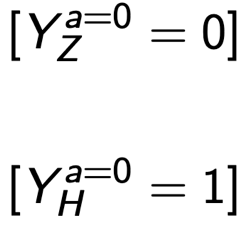 [Y_Z^{a=0} = 0]
[Y_H^{a=0} = 1]